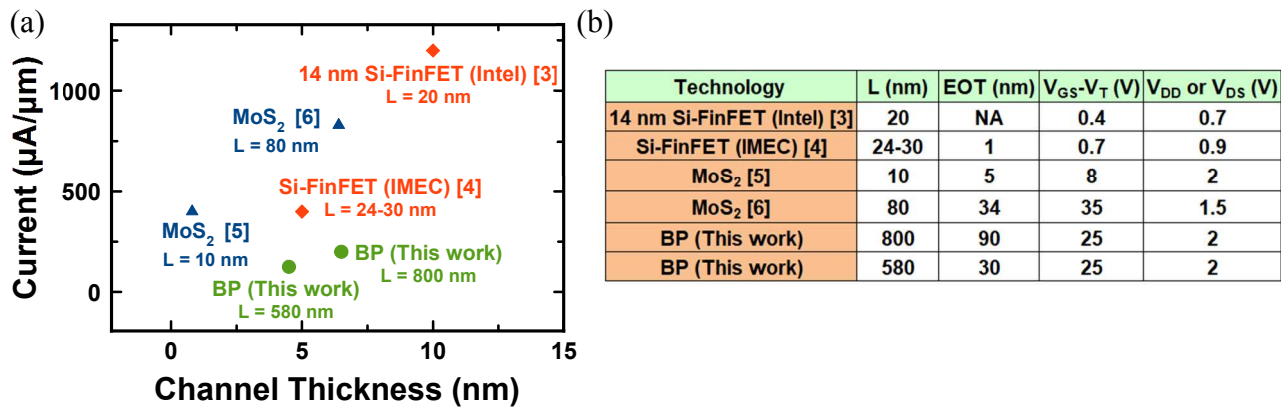 (a)
Current (µA/µm)
1000
500
0
14 nm Si-FinFET (Intel) [3]
L = 20 nm
MoS₂ [6]
L = 80 nm
Si-FinFET (IMEC) [4]
L = 24-30 nm
MoS₂ [5]
L = 10 nm
BP (This work)
L = 800 nm
BP (This work)
L = 580 nm
0 5 10 15
Channel Thickness (nm)
(b)
Technology L (nm) EOT (nm) V_GS-V_T (V) V_DD or V_DS (V)
14 nm Si-FinFET (Intel) [3] 20 NA 0.4 0.7
Si-FinFET (IMEC) [4] 24-30 1 0.7 0.9
MoS₂ [5] 10 5 8 2
MoS₂ [6] 80 34 35 1.5
BP (This work) 800 90 25 2
BP (This work) 580 30 25 2